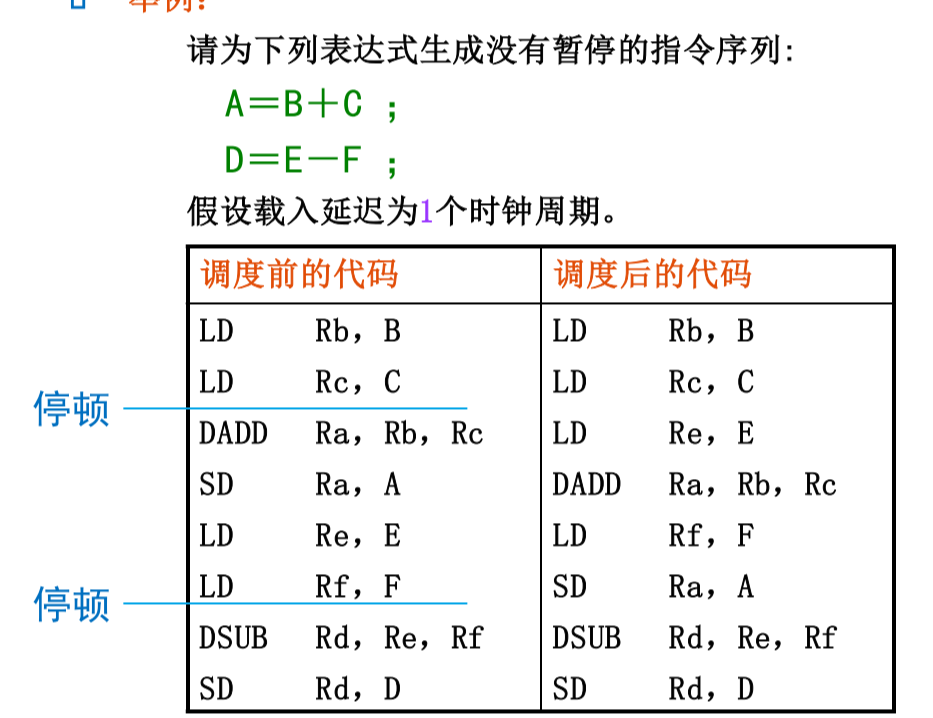 举例:
请为下列表达式生成没有暂停的指令序列:
A＝B＋C ；
D＝E－F ；
假设载入延迟为1个时钟周期。
调度前的代码 调度后的代码
LD Rb，B LD Rb，B
LD Rc，C LD Rc，C
停顿
DADD Ra，Rb，Rc LD Re，E
SD Ra，A DADD Ra，Rb，Rc
LD Re，E LD Rf，F
LD Rf，F SD Ra，A
停顿
DSUB Rd，Re，Rf DSUB Rd，Re，Rf
SD Rd，D SD Rd，D